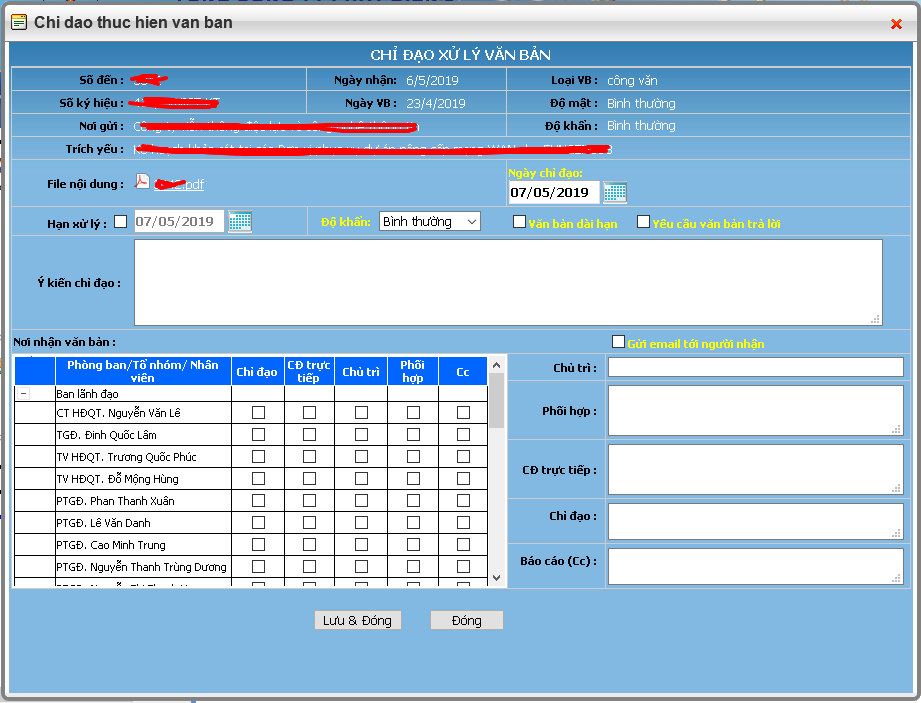 Chi dao thuc hien van ban
CHỈ ĐẠO XỬ LÝ VĂN BẢN
Số đến :
Ngày nhận: 6/5/2019
Loại VB : công văn
Số ký hiệu :
Ngày VB : 23/4/2019
Độ mật : Bình thường
Nơi gửi :
Độ khẩn : Bình thường
Trích yếu :
File nội dung : .pdf
Ngày chỉ đạo:
07/05/2019
Hạn xử lý : 07/05/2019
Độ khẩn: Bình thường
Văn bản dài hạn
Yêu cầu văn bản trả lời
Ý kiến chỉ đạo :
Nơi nhận văn bản :
Gửi email tới người nhận
Phòng ban/Tổ nhóm/ Nhân viên Chỉ đạo CĐ trực tiếp Chủ trì Phối hợp Cc
Ban lãnh đạo
CT HĐQT. Nguyễn Văn Lê
TGĐ. Đinh Quốc Lâm
TV HĐQT. Trương Quốc Phúc
TV HĐQT. Đỗ Mộng Hùng
PTGĐ. Phan Thanh Xuân
PTGĐ. Lê Văn Danh
PTGĐ. Cao Minh Trung
PTGĐ. Nguyễn Thanh Trùng Dương
Chủ trì :
Phối hợp :
CĐ trực tiếp :
Chỉ đạo :
Báo cáo (Cc) :
Lưu & Đóng
Đóng